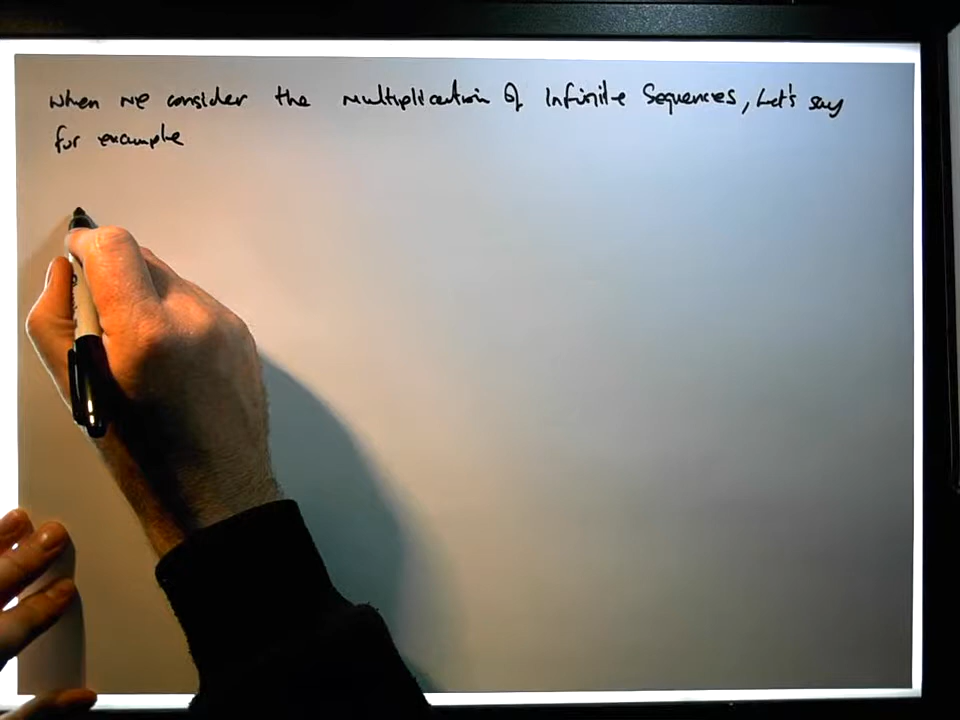 When we consider the multiplication of infinite sequences, let's say
for example